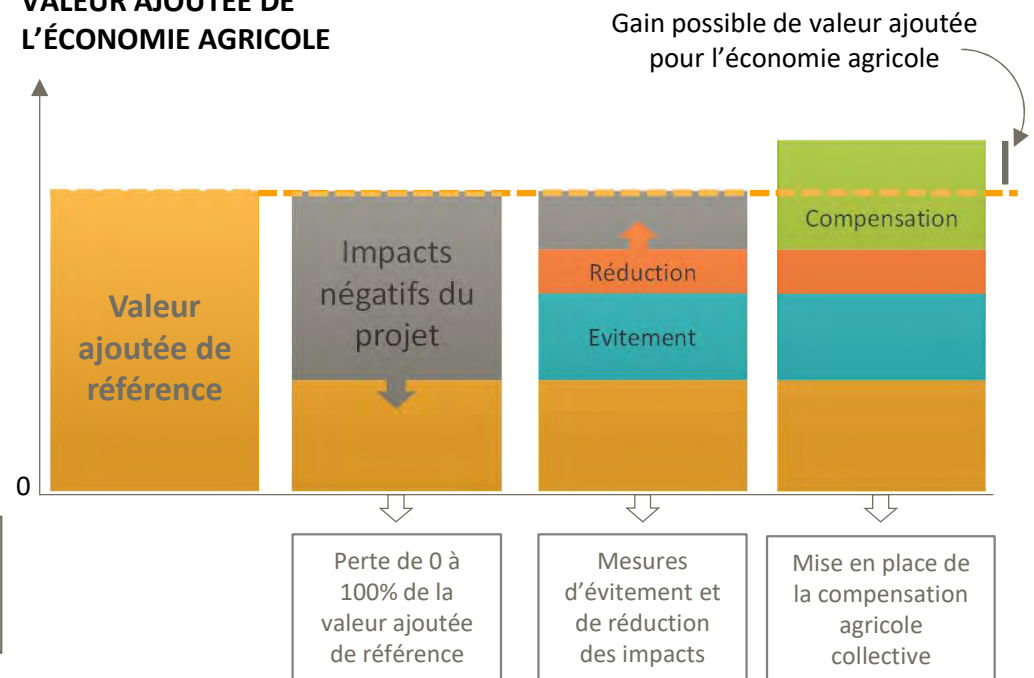 VALEUR AJOUTÉE DE
L’ÉCONOMIE AGRICOLE
Gain possible de valeur ajoutée
pour l’économie agricole
Valeur
ajoutée de
référence
Impacts
négatifs du
projet
Réduction
Evitement
Compensation
0
Perte de 0 à
100% de la
valeur ajoutée
de référence
Mesures
d’évitement et
de réduction
des impacts
Mise en place de
la compensation
agricole
collective